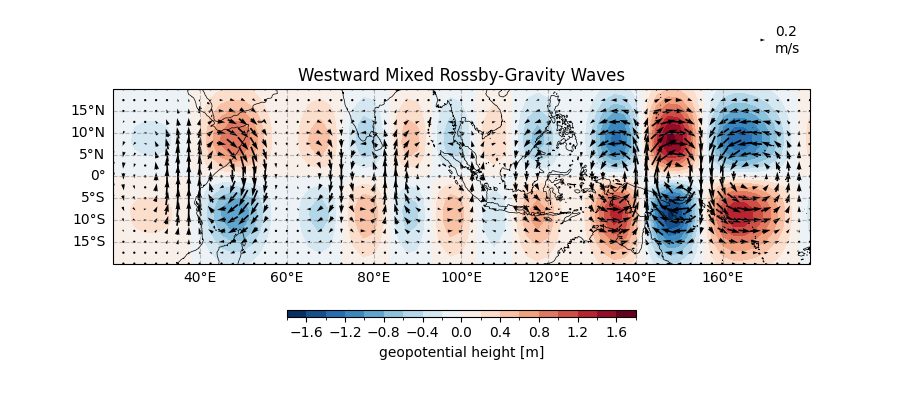 0.2
m/s
Westward Mixed Rossby-Gravity Waves
15°N
10°N
5°N
0°
5°S
10°S
15°S
40°E 60°E 80°E 100°E 120°E 140°E 160°E
−1.6 −1.2 −0.8 −0.4 0.0 0.4 0.8 1.2 1.6
geopotential height [m]